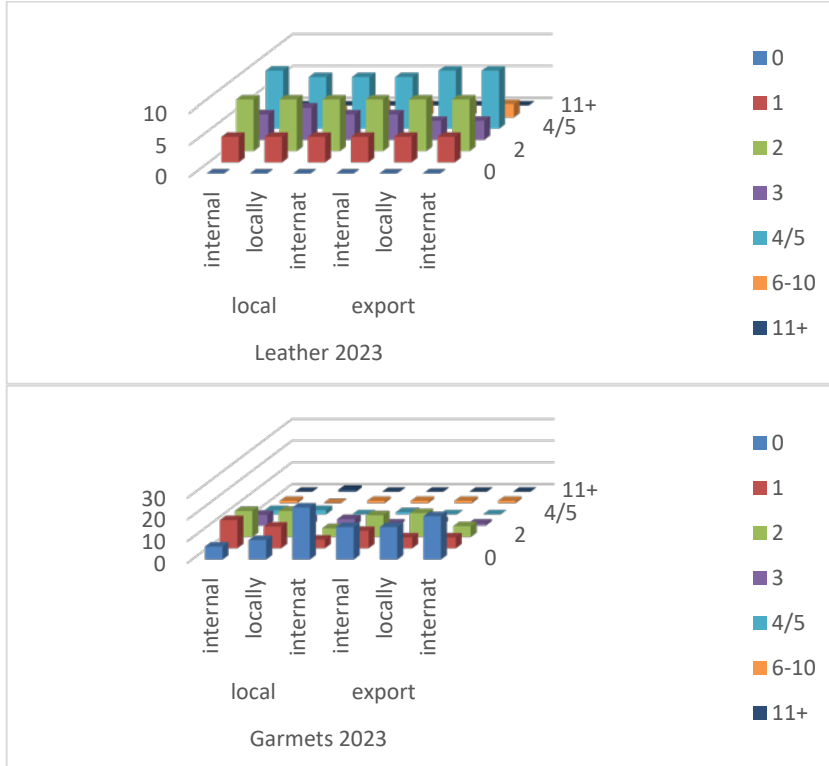 10
5
0
internal
locally
internat
internal
locally
internat
local
export
Leather 2023
11+
4/5
2
0
0
1
2
3
4/5
6-10
11+
30
20
10
0
internal
locally
internat
internal
locally
internat
local
export
Garmets 2023
11+
4/5
2
0
0
1
2
3
4/5
6-10
11+